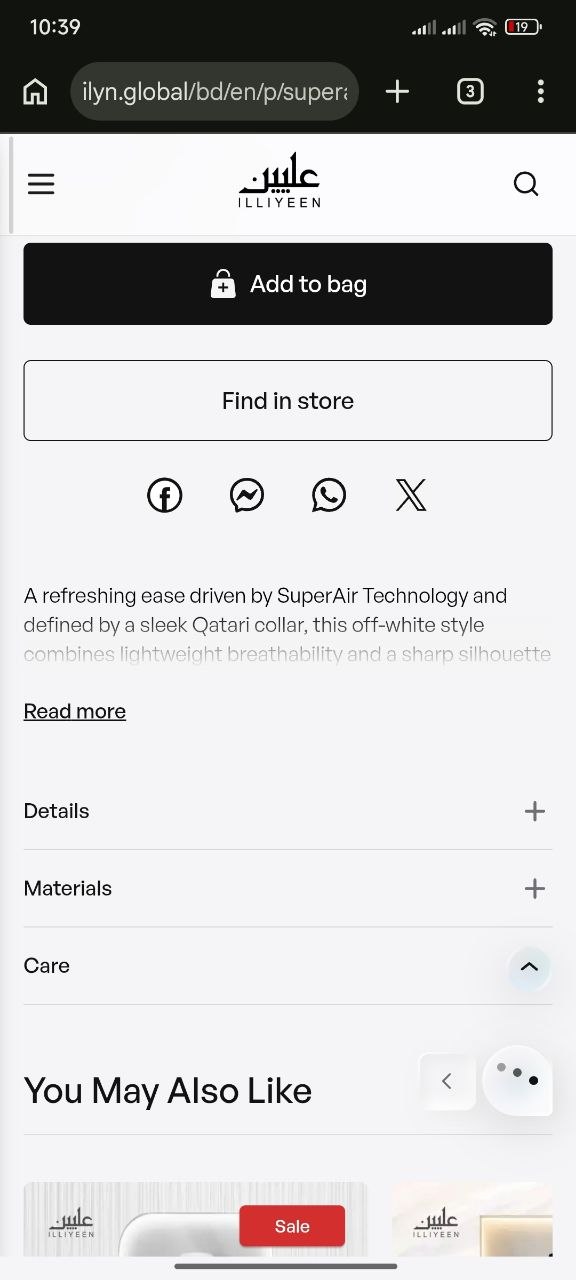 10:39
19
ilyn.global/bd/en/p/supera
3
عليين
ILLIYEEN
Add to bag
Find in store
A refreshing ease driven by SuperAir Technology and
defined by a sleek Qatari collar, this off-white style
combines lightweight breathability and a sharp silhouette
Read more
Details
Materials
Care
You May Also Like
عليين
ILLIYEEN
Sale
عليين
ILLIYEEN